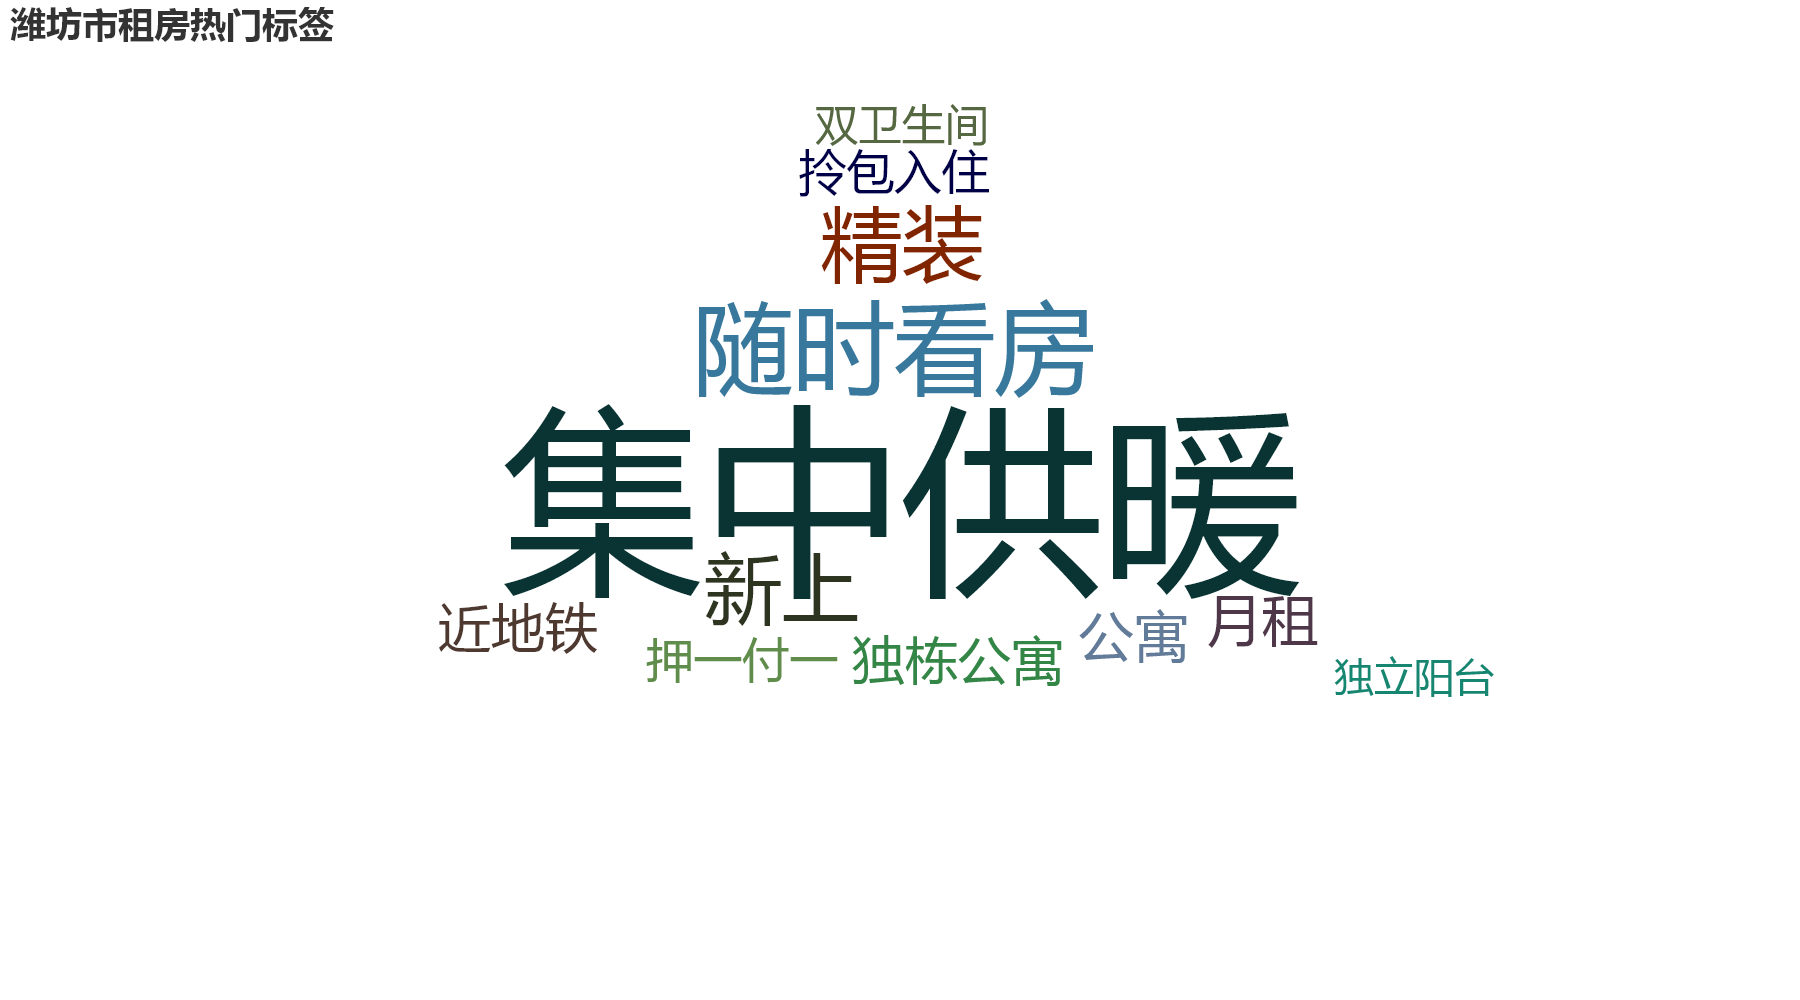 潍坊市租房热门标签
双卫生间
拎包入住
精装
随时看房
集中供暖
新上
近地铁
月租
公寓
押一付一
独栋公寓
独立阳台